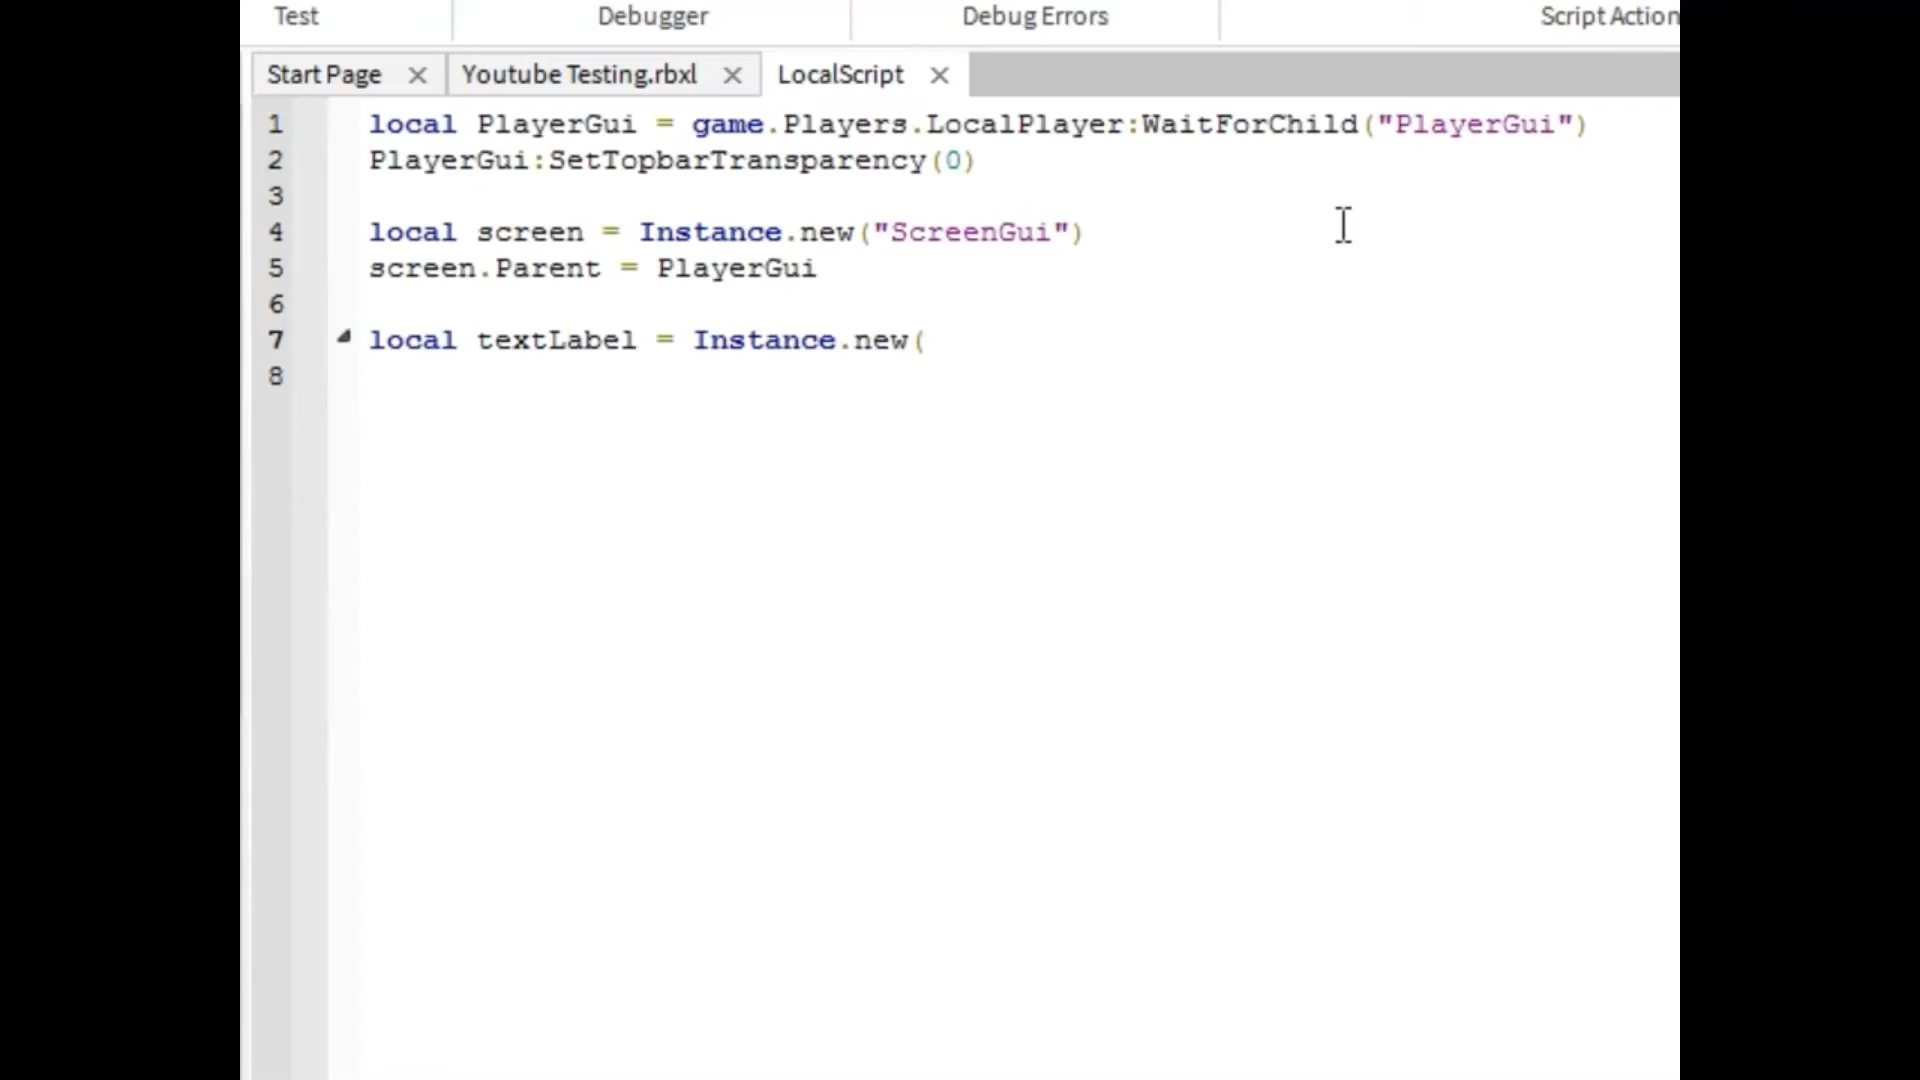 Test Debugger Debug Errors Script Action
Start Page Youtube Testing.rbxl LocalScript
1 local PlayerGui = game.Players.LocalPlayer:WaitForChild("PlayerGui")
2 PlayerGui:SetTopbarTransparency(0)
3
4 local screen = Instance.new("ScreenGui")
5 screen.Parent = PlayerGui
6
7 local textLabel = Instance.new(
8